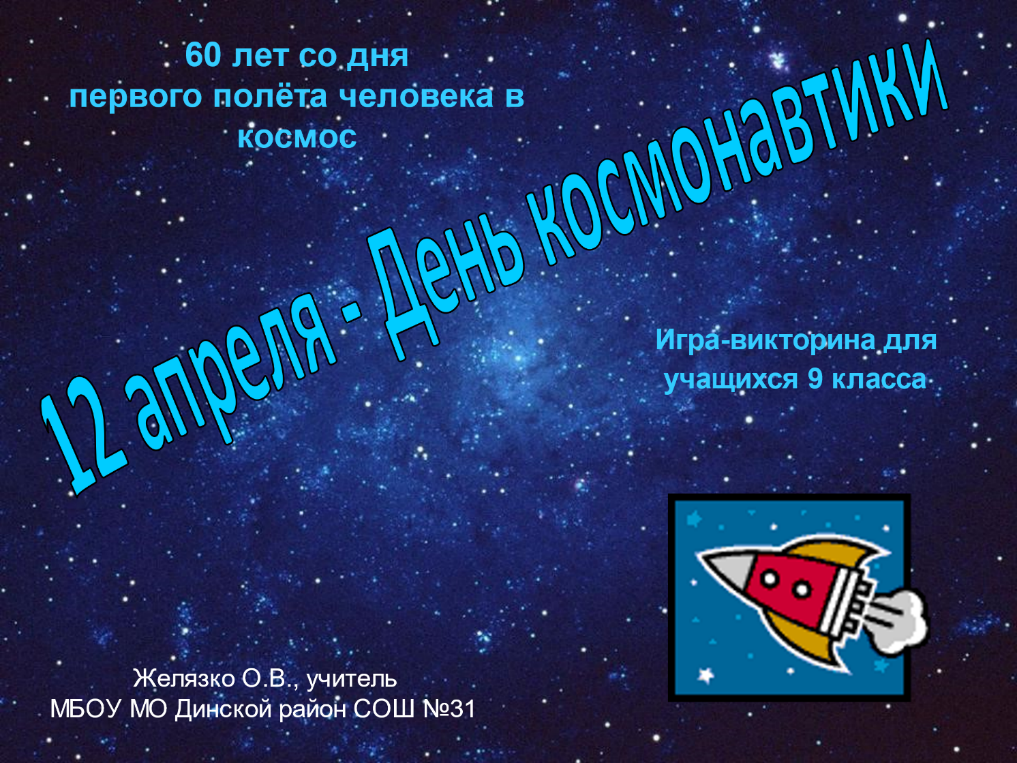 60 лет со дня
первого полёта человека в
космос
12 апреля - День космонавтики
Игра-викторина для
учащихся 9 класса
Желязко О.В., учитель
МБОУ МО Динской район СОШ №31